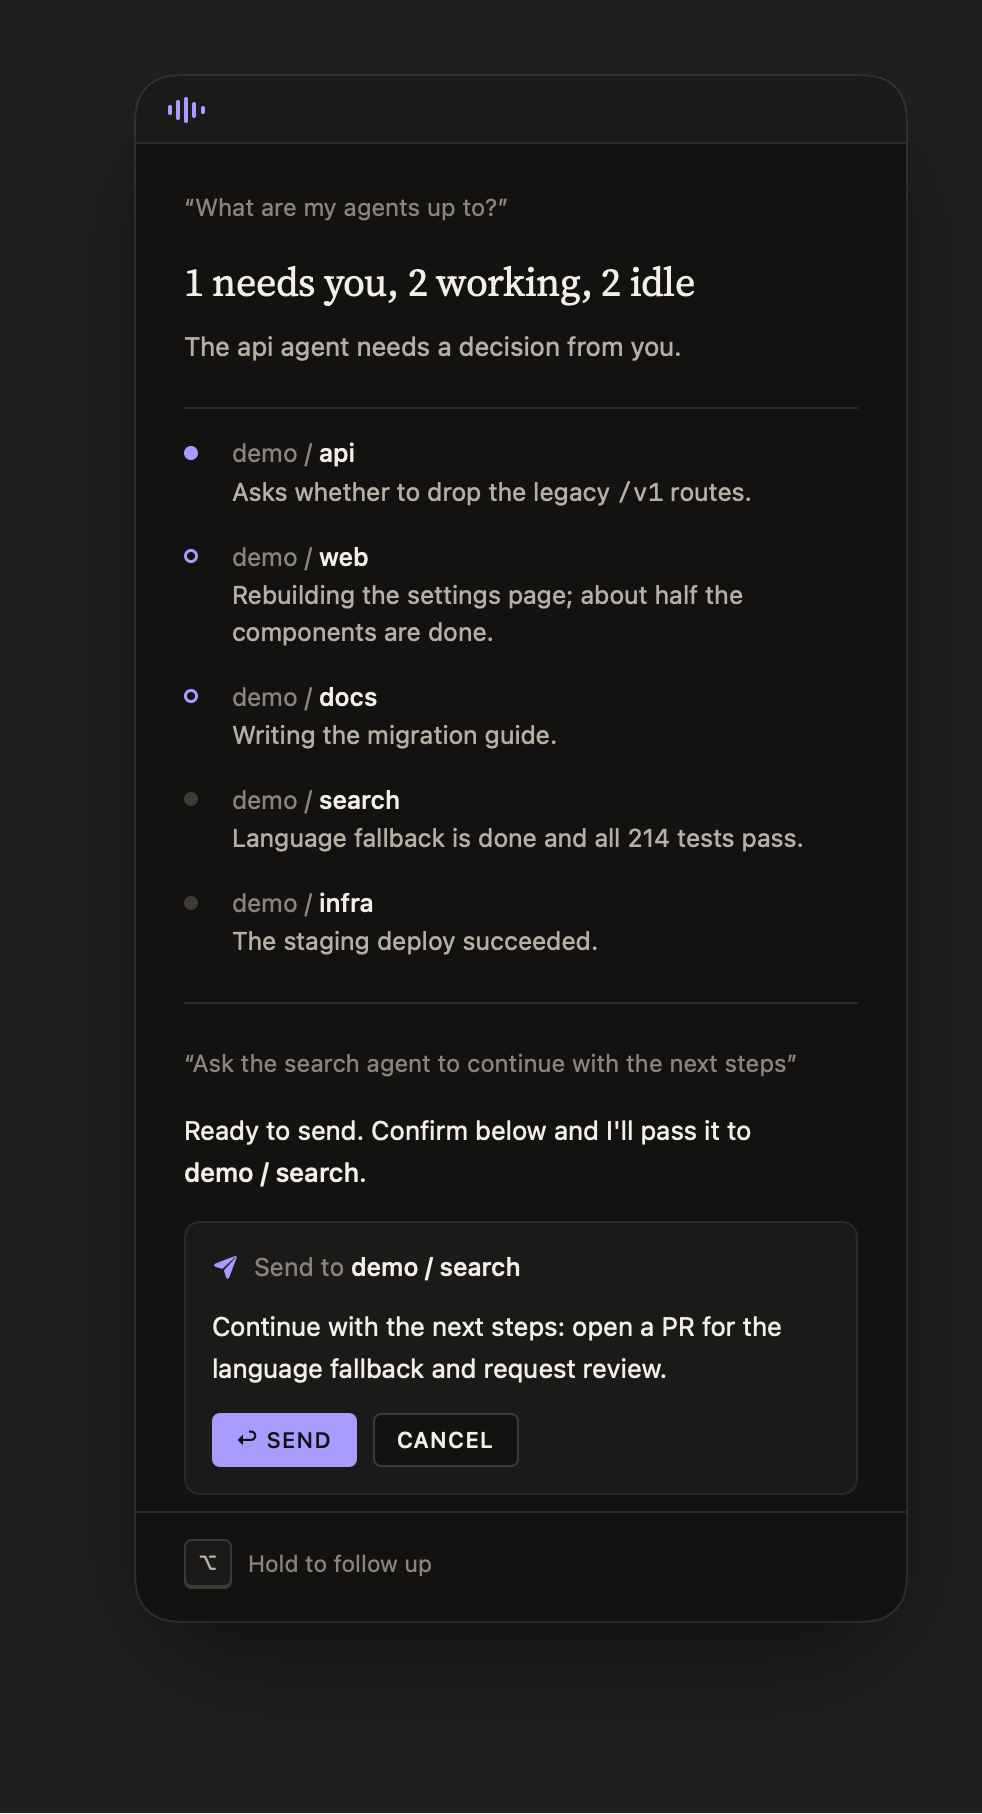 “What are my agents up to?”
1 needs you, 2 working, 2 idle
The api agent needs a decision from you.
demo / api
Asks whether to drop the legacy /v1 routes.
demo / web
Rebuilding the settings page; about half the
components are done.
demo / docs
Writing the migration guide.
demo / search
Language fallback is done and all 214 tests pass.
demo / infra
The staging deploy succeeded.
“Ask the search agent to continue with the next steps”
Ready to send. Confirm below and I'll pass it to
demo / search.
Send to demo / search
Continue with the next steps: open a PR for the
language fallback and request review.
↩ SEND CANCEL
⌥ Hold to follow up